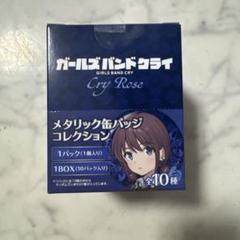 ガールズバンドクライ
GIRLS BAND CRY
Cry Rose
メタリック缶バッジ
コレクション
1パック(1個入り)
1BOX(10パック入り)
全10種